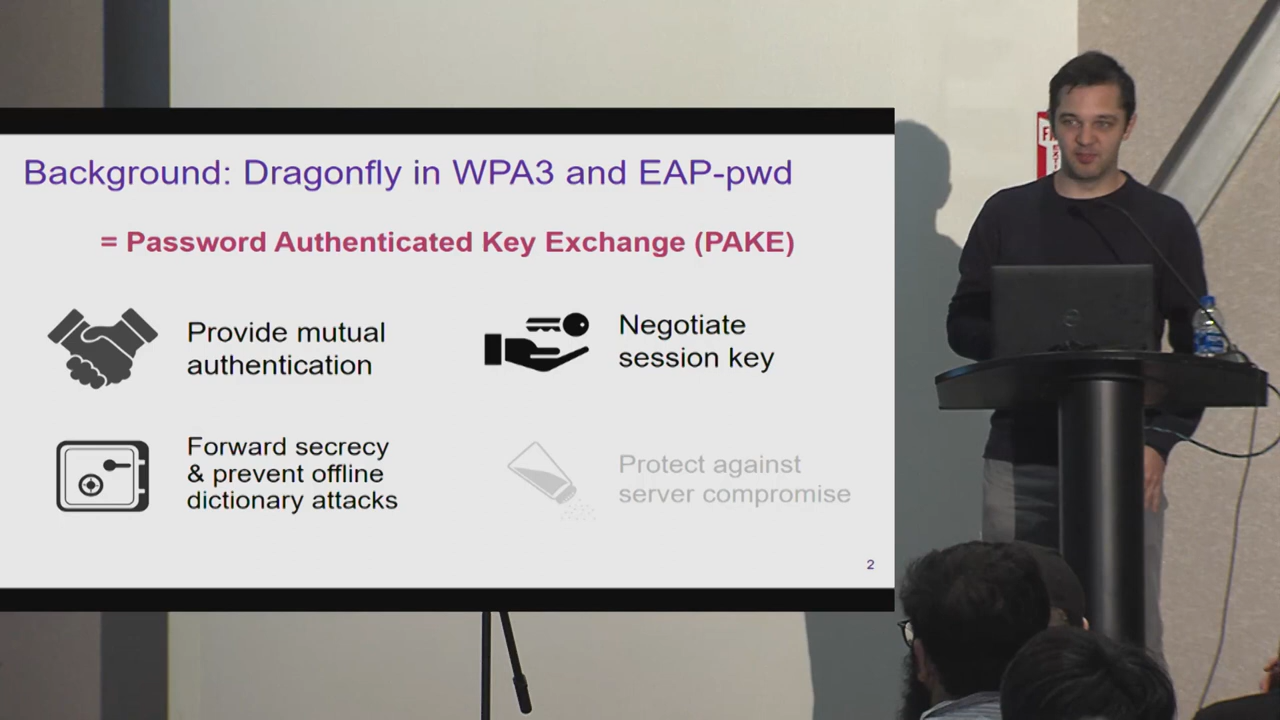 Background: Dragonfly in WPA3 and EAP-pwd
= Password Authenticated Key Exchange (PAKE)
Provide mutual
authentication
Negotiate
session key
Forward secrecy
& prevent offline
dictionary attacks
Protect against
server compromise
2